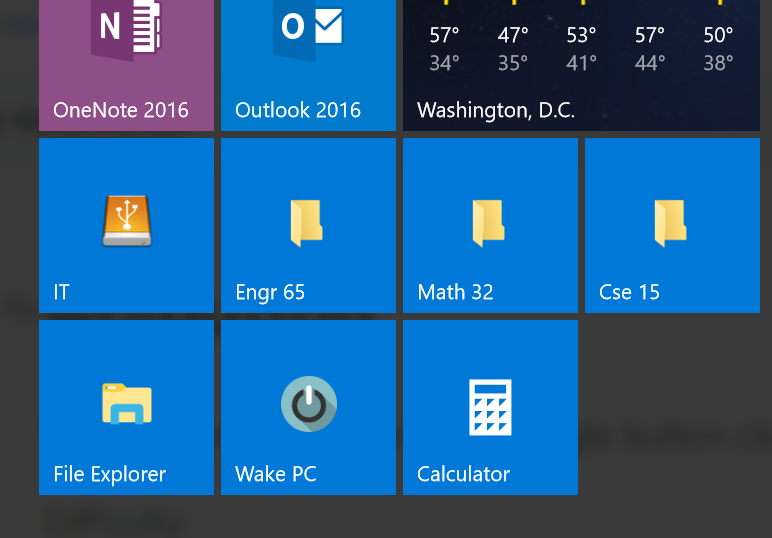 N
OneNote 2016
O
Outlook 2016
57° 47° 53° 57° 50°
34° 35° 41° 44° 38°
Washington, D.C.
IT
Engr 65
Math 32
Cse 15
File Explorer
Wake PC
Calculator
button